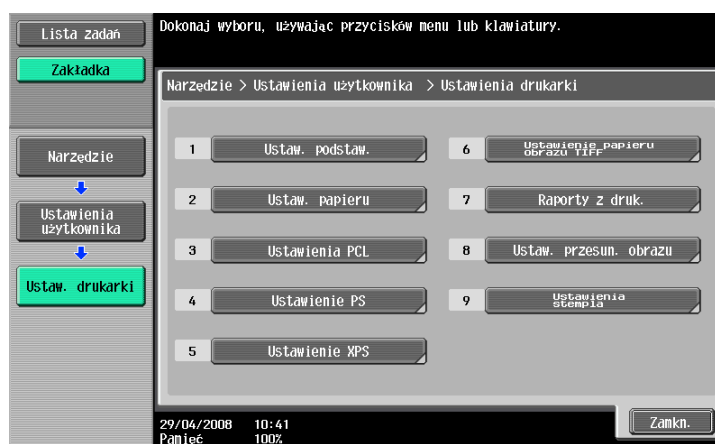 Lista zadań
Dokonaj wyboru, używając przycisków menu lub klawiatury.
Zakładka
Narzędzie > Ustawienia użytkownika > Ustawienia drukarki
Narzędzie
Ustawienia
użytkownika
Ustaw. drukarki
1 Ustaw. podstaw.
2 Ustaw. papieru
3 Ustawienia PCL
4 Ustawienie PS
5 Ustawienie XPS
6 Ustawienie papieru
obrazu TIFF
7 Raporty z druk.
8 Ustaw. przesun. obrazu
9 Ustawienia
stempla
29/04/2008 10:41
Pamięć 100%
Zamkn.